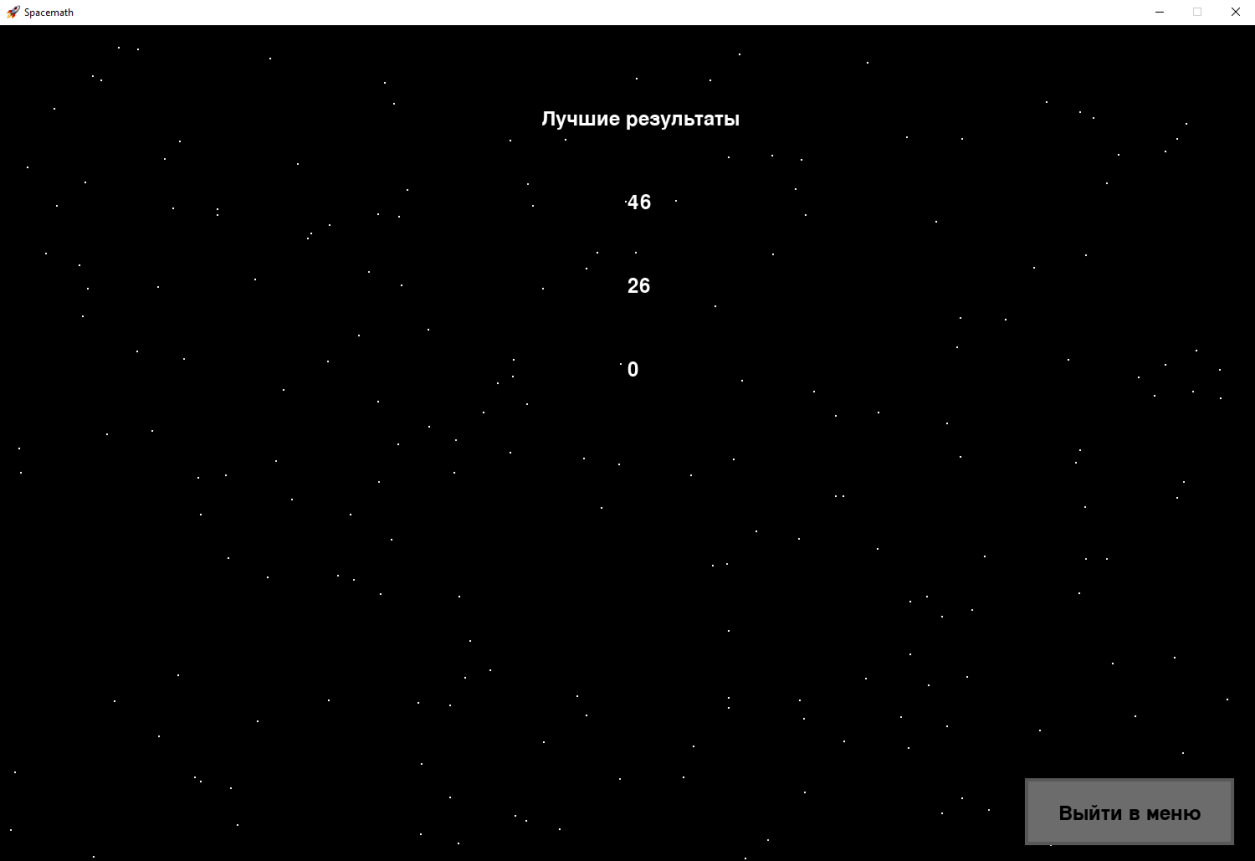 Spacemath
Лучшие результаты
46
26
0
Выйти в меню